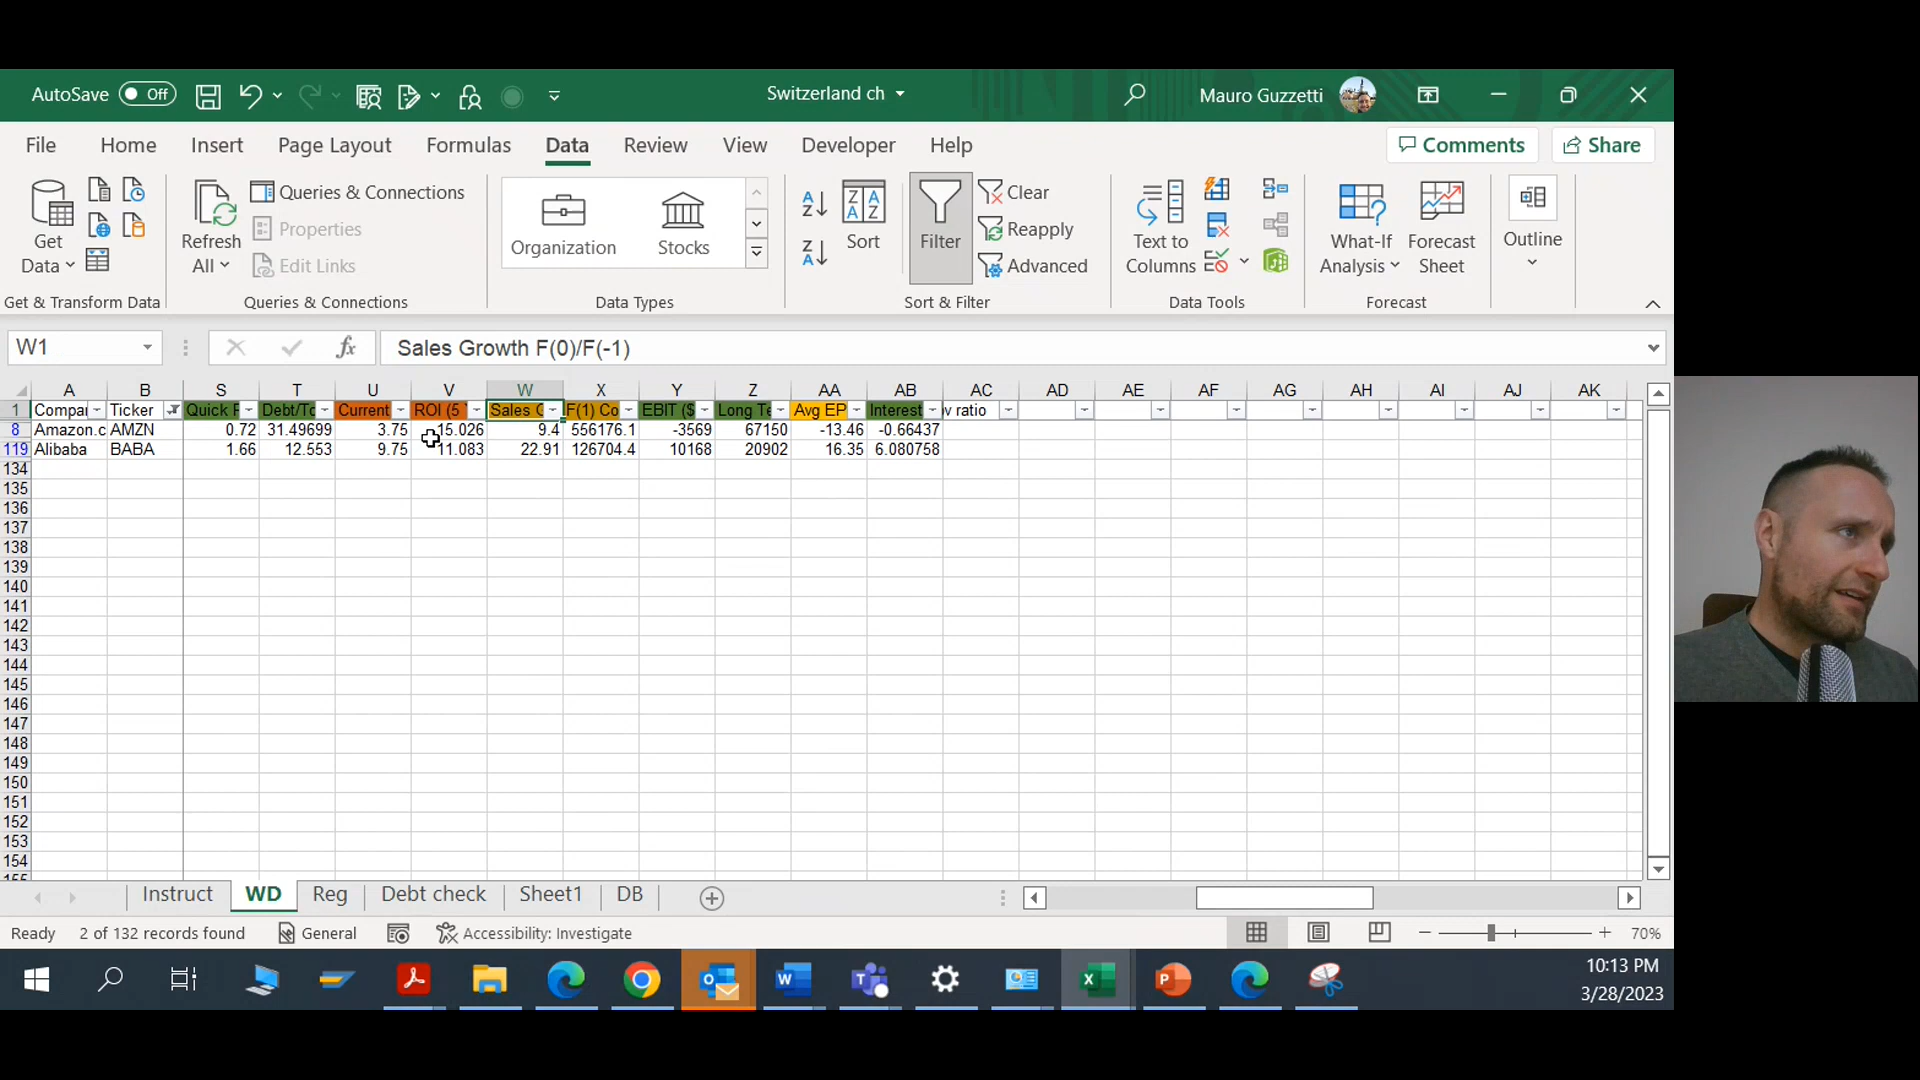 AutoSave Off Switzerland ch Mauro Guzzetti
File Home Insert Page Layout Formulas Data Review View Developer Help Comments Share
Get Data
Get & Transform Data
Refresh All
Queries & Connections
Properties
Edit Links
Queries & Connections
Organization Stocks
Data Types
Sort
Filter
Clear
Reapply
Advanced
Sort & Filter
Text to Columns
Data Tools
What-If Analysis
Forecast Sheet
Forecast
Outline
W1 fx Sales Growth F(0)/F(-1)
A B S T U V W X Y Z AA AB AC AD AE AF AG AH AI AJ AK
1 Compa Ticker Quick Debt/To Current ROI (5 Sales F(1) Co EBIT ($ Long Te Avg EP Interest v ratio
8 Amazon.c AMZN 0.72 31.49699 3.75 15.026 9.4 556176.1 -3569 67150 -13.46 -0.66437
119 Alibaba BABA 1.66 12.553 9.75 11.083 22.91 126704.4 10168 20902 16.35 6.080758
134
135
136
137
138
139
140
141
142
143
144
145
146
147
148
149
150
151
152
153
154
Instruct WD Reg Debt check Sheet1 DB
Ready 2 of 132 records found General Accessibility: Investigate 70%
10:13 PM
3/28/2023